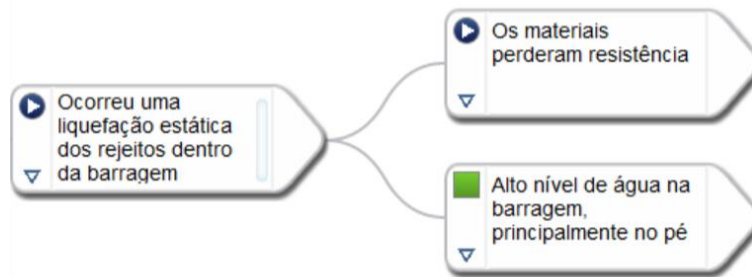 Ocorreu uma
liquefação estática
dos rejeitos dentro
da barragem
Os materiais
perderam resistência
Alto nível de água na
barragem,
principalmente no pé